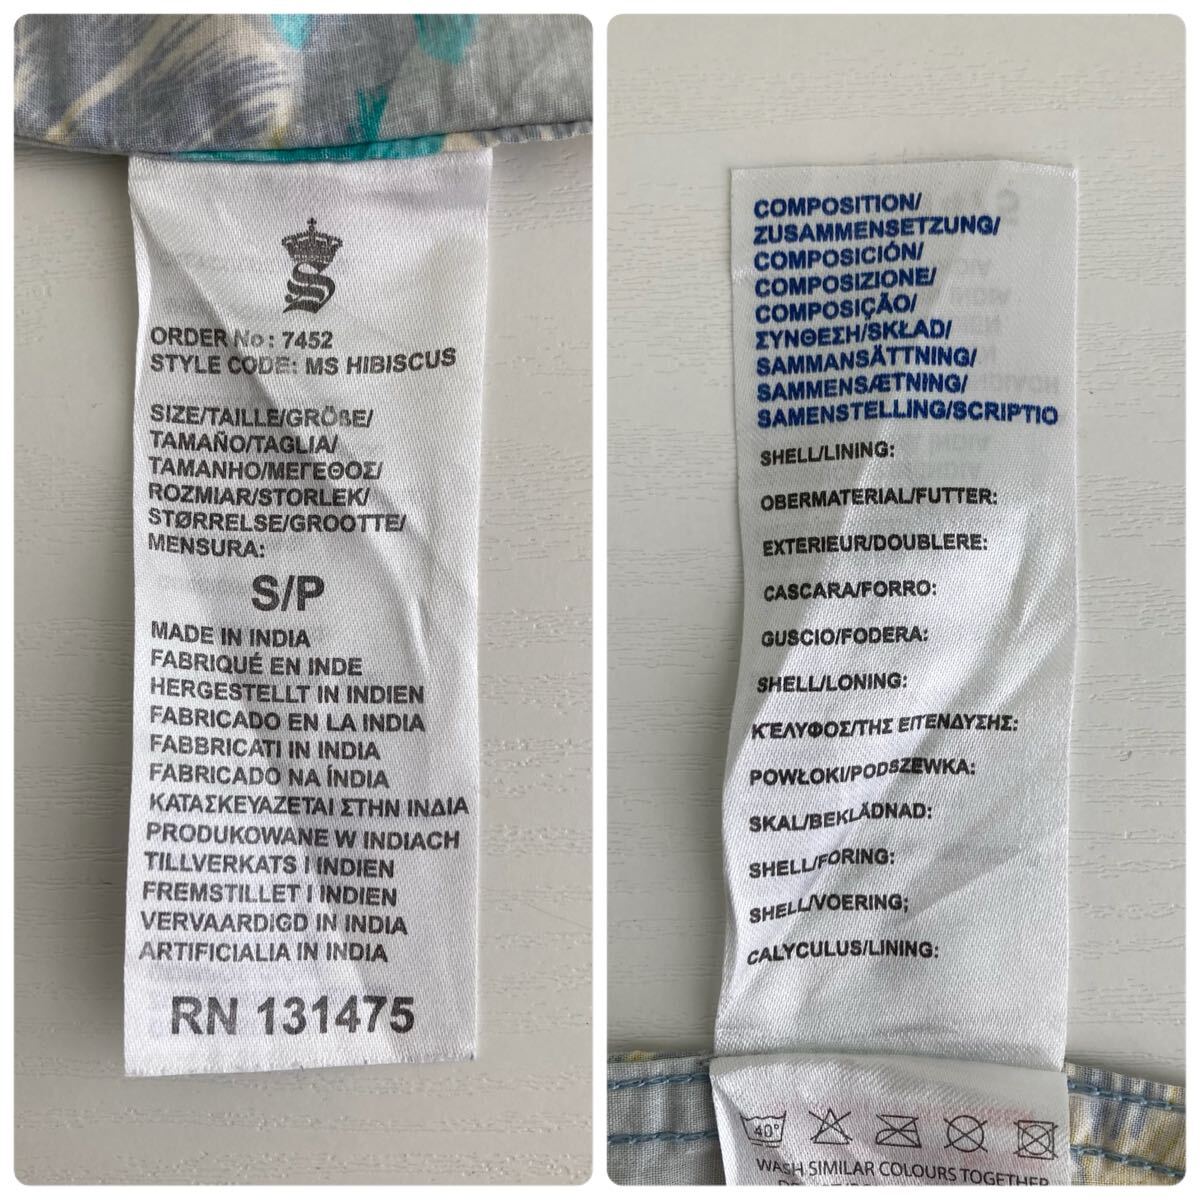 S
ORDER No: 7452
STYLE CODE: MS HIBISCUS
SIZE/TAILLE/GRÖßE/
TAMAÑO/TAGLIA/
TAMANHO/ΜΕΓΕΘΟΣ/
ROZMIAR/STORLEK/
STØRRELSE/GROOTTE/
MENSURA:
S/P
MADE IN INDIA
FABRIQUÉ EN INDE
HERGESTELLT IN INDIEN
FABRICADO EN LA INDIA
FABBRICATI IN INDIA
FABRICADO NA ÍNDIA
ΚΑΤΑΣΚΕΥΑΖΕΤΑΙ ΣΤΗΝ ΙΝΔΙΑ
PRODUKOWANE W INDIACH
TILLVERKATS I INDIEN
FREMSTILLET I INDIEN
VERVAARDIGD IN INDIA
ARTIFICIALIA IN INDIA
RN 131475
COMPOSITION/
ZUSAMMENSETZUNG/
COMPOSICIÓN/
COMPOSIZIONE/
COMPOSIÇÃO/
ΣΥΝΘΕΣΗ/SKŁAD/
SAMMANSÄTTNING/
SAMMENSÆTNING/
SAMENSTELLING/SCRIPTIO
SHELL/LINING:
OBERMATERIAL/FUTTER:
EXTERIEUR/DOUBLERE:
CASCARA/FORRO:
GUSCIO/FODERA:
SHELL/LONING:
ΚΈΛΥΦΟΣ/ΤΗΣ ΕΠΈΝΔΥΣΗΣ:
POWŁOKI/PODSZEWKA:
SKAL/BEKLÄDNAD:
SHELL/FORING:
SHELL/VOERING;
CALYCULUS/LINING:
40°
WASH SIMILAR COLOURS TOGETHER